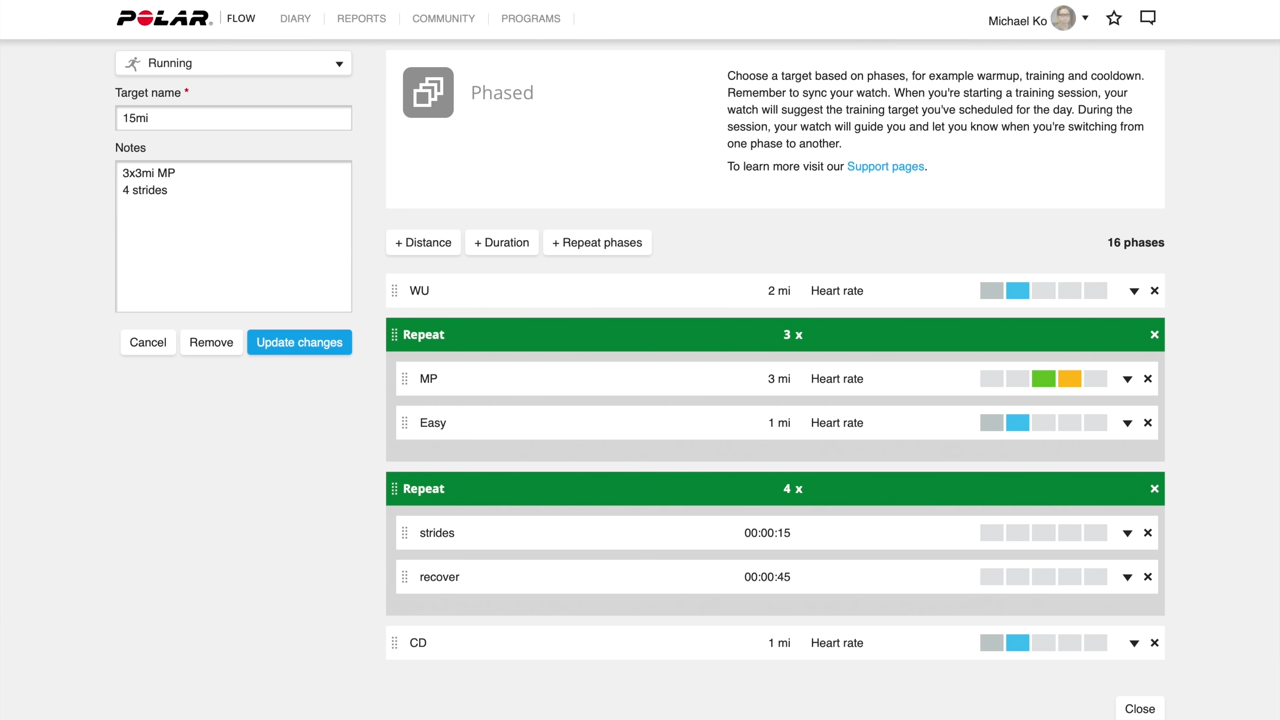 POLAR. FLOW DIARY REPORTS COMMUNITY PROGRAMS Michael Ko
Running
Target name *
15mi
Notes
3x3mi MP
4 strides
Cancel Remove Update changes
Phased
Choose a target based on phases, for example warmup, training and cooldown.
Remember to sync your watch. When you're starting a training session, your
watch will suggest the training target you've scheduled for the day. During the
session, your watch will guide you and let you know when you're switching from
one phase to another.
To learn more visit our Support pages.
+ Distance + Duration + Repeat phases 16 phases
WU 2 mi Heart rate
Repeat 3 x
MP 3 mi Heart rate
Easy 1 mi Heart rate
Repeat 4 x
strides 00:00:15
recover 00:00:45
CD 1 mi Heart rate
Close